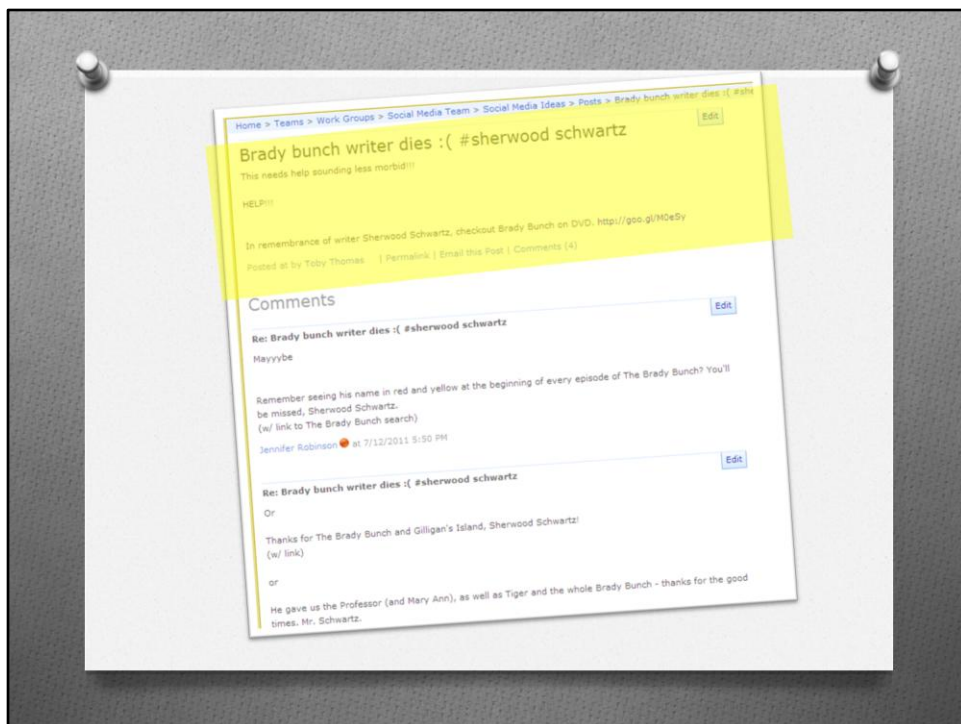 Home > Teams > Work Groups > Social Media Team > Social Media Ideas > Posts > Brady bunch writer dies :( #she
Edit
Brady bunch writer dies :( #sherwood schwartz
This needs help sounding less morbid!!!
HELP!!!
In remembrance of writer Sherwood Schwartz, checkout Brady Bunch on DVD. http://goo.gl/M0eSy
Posted at by Toby Thomas | Permalink | Email this Post | Comments (4)
Comments
Edit
Re: Brady bunch writer dies :( #sherwood schwartz
Mayyybe
Remember seeing his name in red and yellow at the beginning of every episode of The Brady Bunch? You'll
be missed, Sherwood Schwartz.
(w/ link to The Brady Bunch search)
Jennifer Robinson at 7/12/2011 5:50 PM
Edit
Re: Brady bunch writer dies :( #sherwood schwartz
Or
Thanks for The Brady Bunch and Gilligan's Island, Sherwood Schwartz!
(w/ link)
or
He gave us the Professor (and Mary Ann), as well as Tiger and the whole Brady Bunch - thanks for the good
times. Mr. Schwartz.